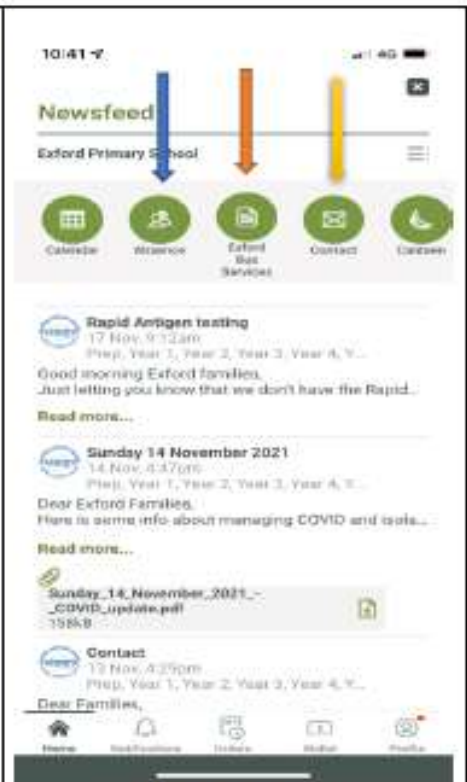 10:41
4G
Newsfeed
Exford Primary School
Calendar
Absence
Exford
Bus
Services
Contact
Canteen
Rapid Antigen testing
17 Nov, 9:12am
Prep, Year 1, Year 2, Year 3, Year 4, Y...
Good morning Exford families,
Just letting you know that we don't have the Rapid...
Read more...
Sunday 14 November 2021
14 Nov, 4:47pm
Prep, Year 1, Year 2, Year 3, Year 4, Y...
Dear Exford Families,
Here is some info about managing COVID and isola...
Read more...
Sunday_14_November_2021_-
_COVID_update.pdf
158kB
Contact
13 Nov, 4:25pm
Prep, Year 1, Year 2, Year 3, Year 4, Y...
Dear Families,
Home
Notifications
Wallet
Profile